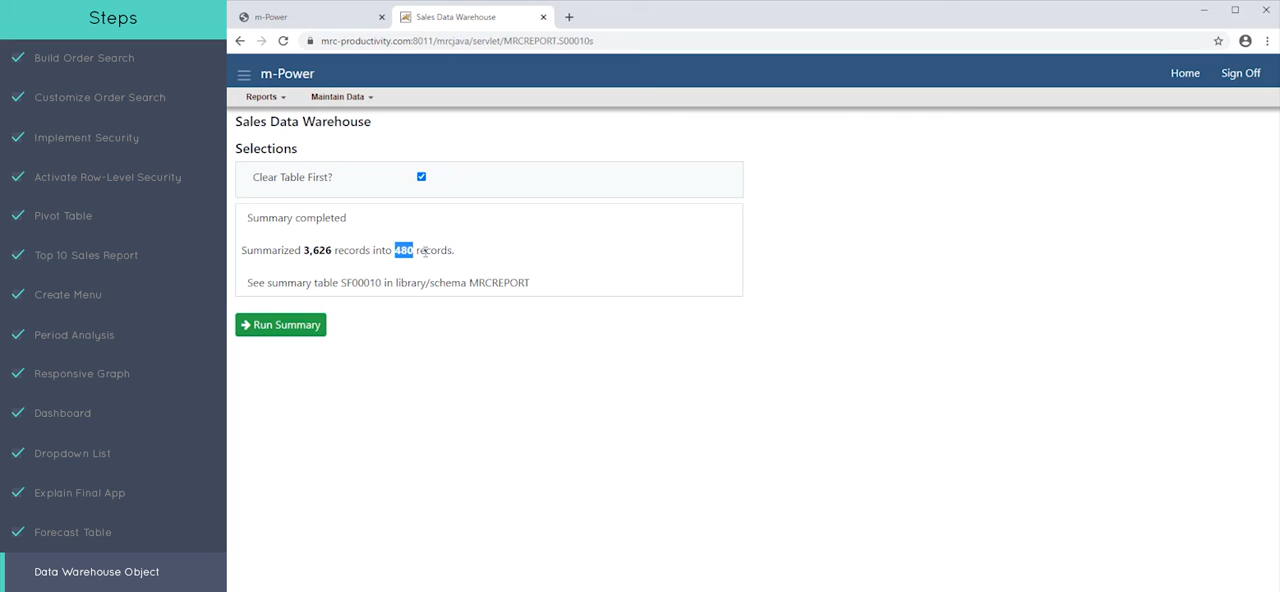 Steps
Build Order Search
Customize Order Search
Implement Security
Activate Row-Level Security
Pivot Table
Top 10 Sales Report
Create Menu
Period Analysis
Responsive Graph
Dashboard
Dropdown List
Explain Final App
Forecast Table
Data Warehouse Object
m-Power
Sales Data Warehouse
mrc-productivity.com:8011/mrcjava/servlet/MRCREPORT.S00010s
m-Power
Home
Sign Off
Reports
Maintain Data
Sales Data Warehouse
Selections
Clear Table First?
Summary completed
Summarized 3,626 records into 480 records.
See summary table SF00010 in library/schema MRCREPORT
Run Summary